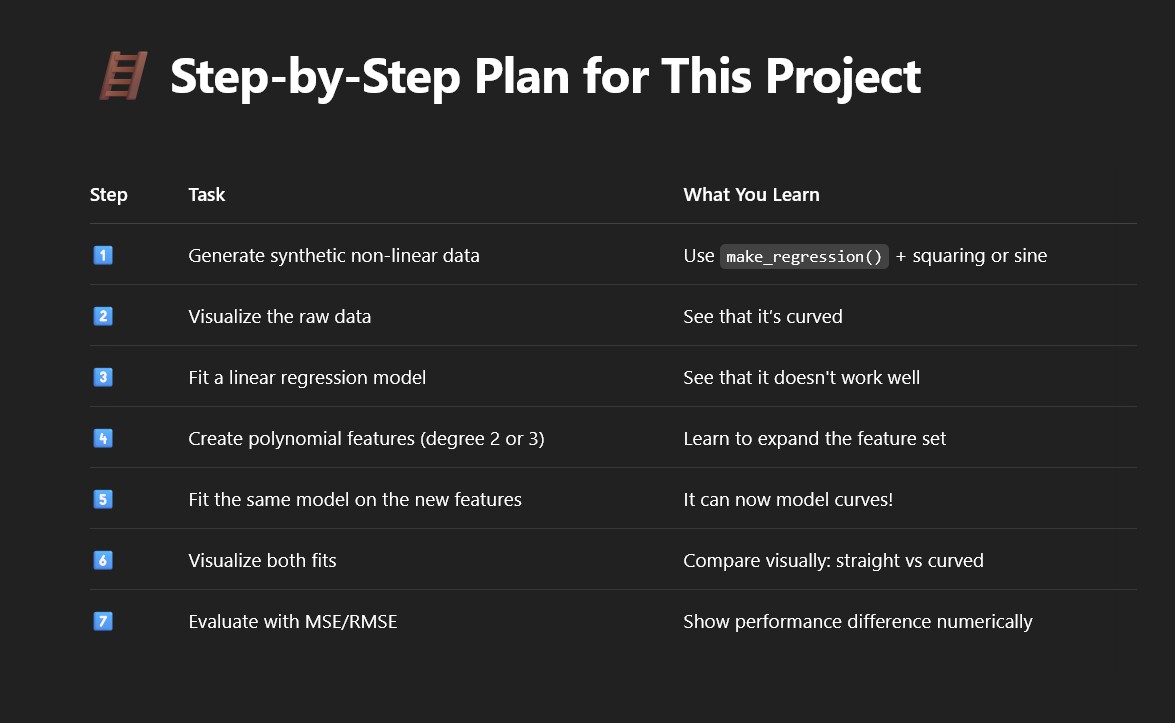 Step-by-Step Plan for This Project
Step Task What You Learn
1 Generate synthetic non-linear data Use make_regression() + squaring or sine
2 Visualize the raw data See that it's curved
3 Fit a linear regression model See that it doesn't work well
4 Create polynomial features (degree 2 or 3) Learn to expand the feature set
5 Fit the same model on the new features It can now model curves!
6 Visualize both fits Compare visually: straight vs curved
7 Evaluate with MSE/RMSE Show performance difference numerically